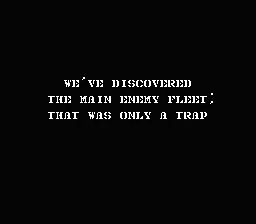 WE'VE DISCOVERED
THE MAIN ENEMY FLEET;
THAT WAS ONLY A TRAP